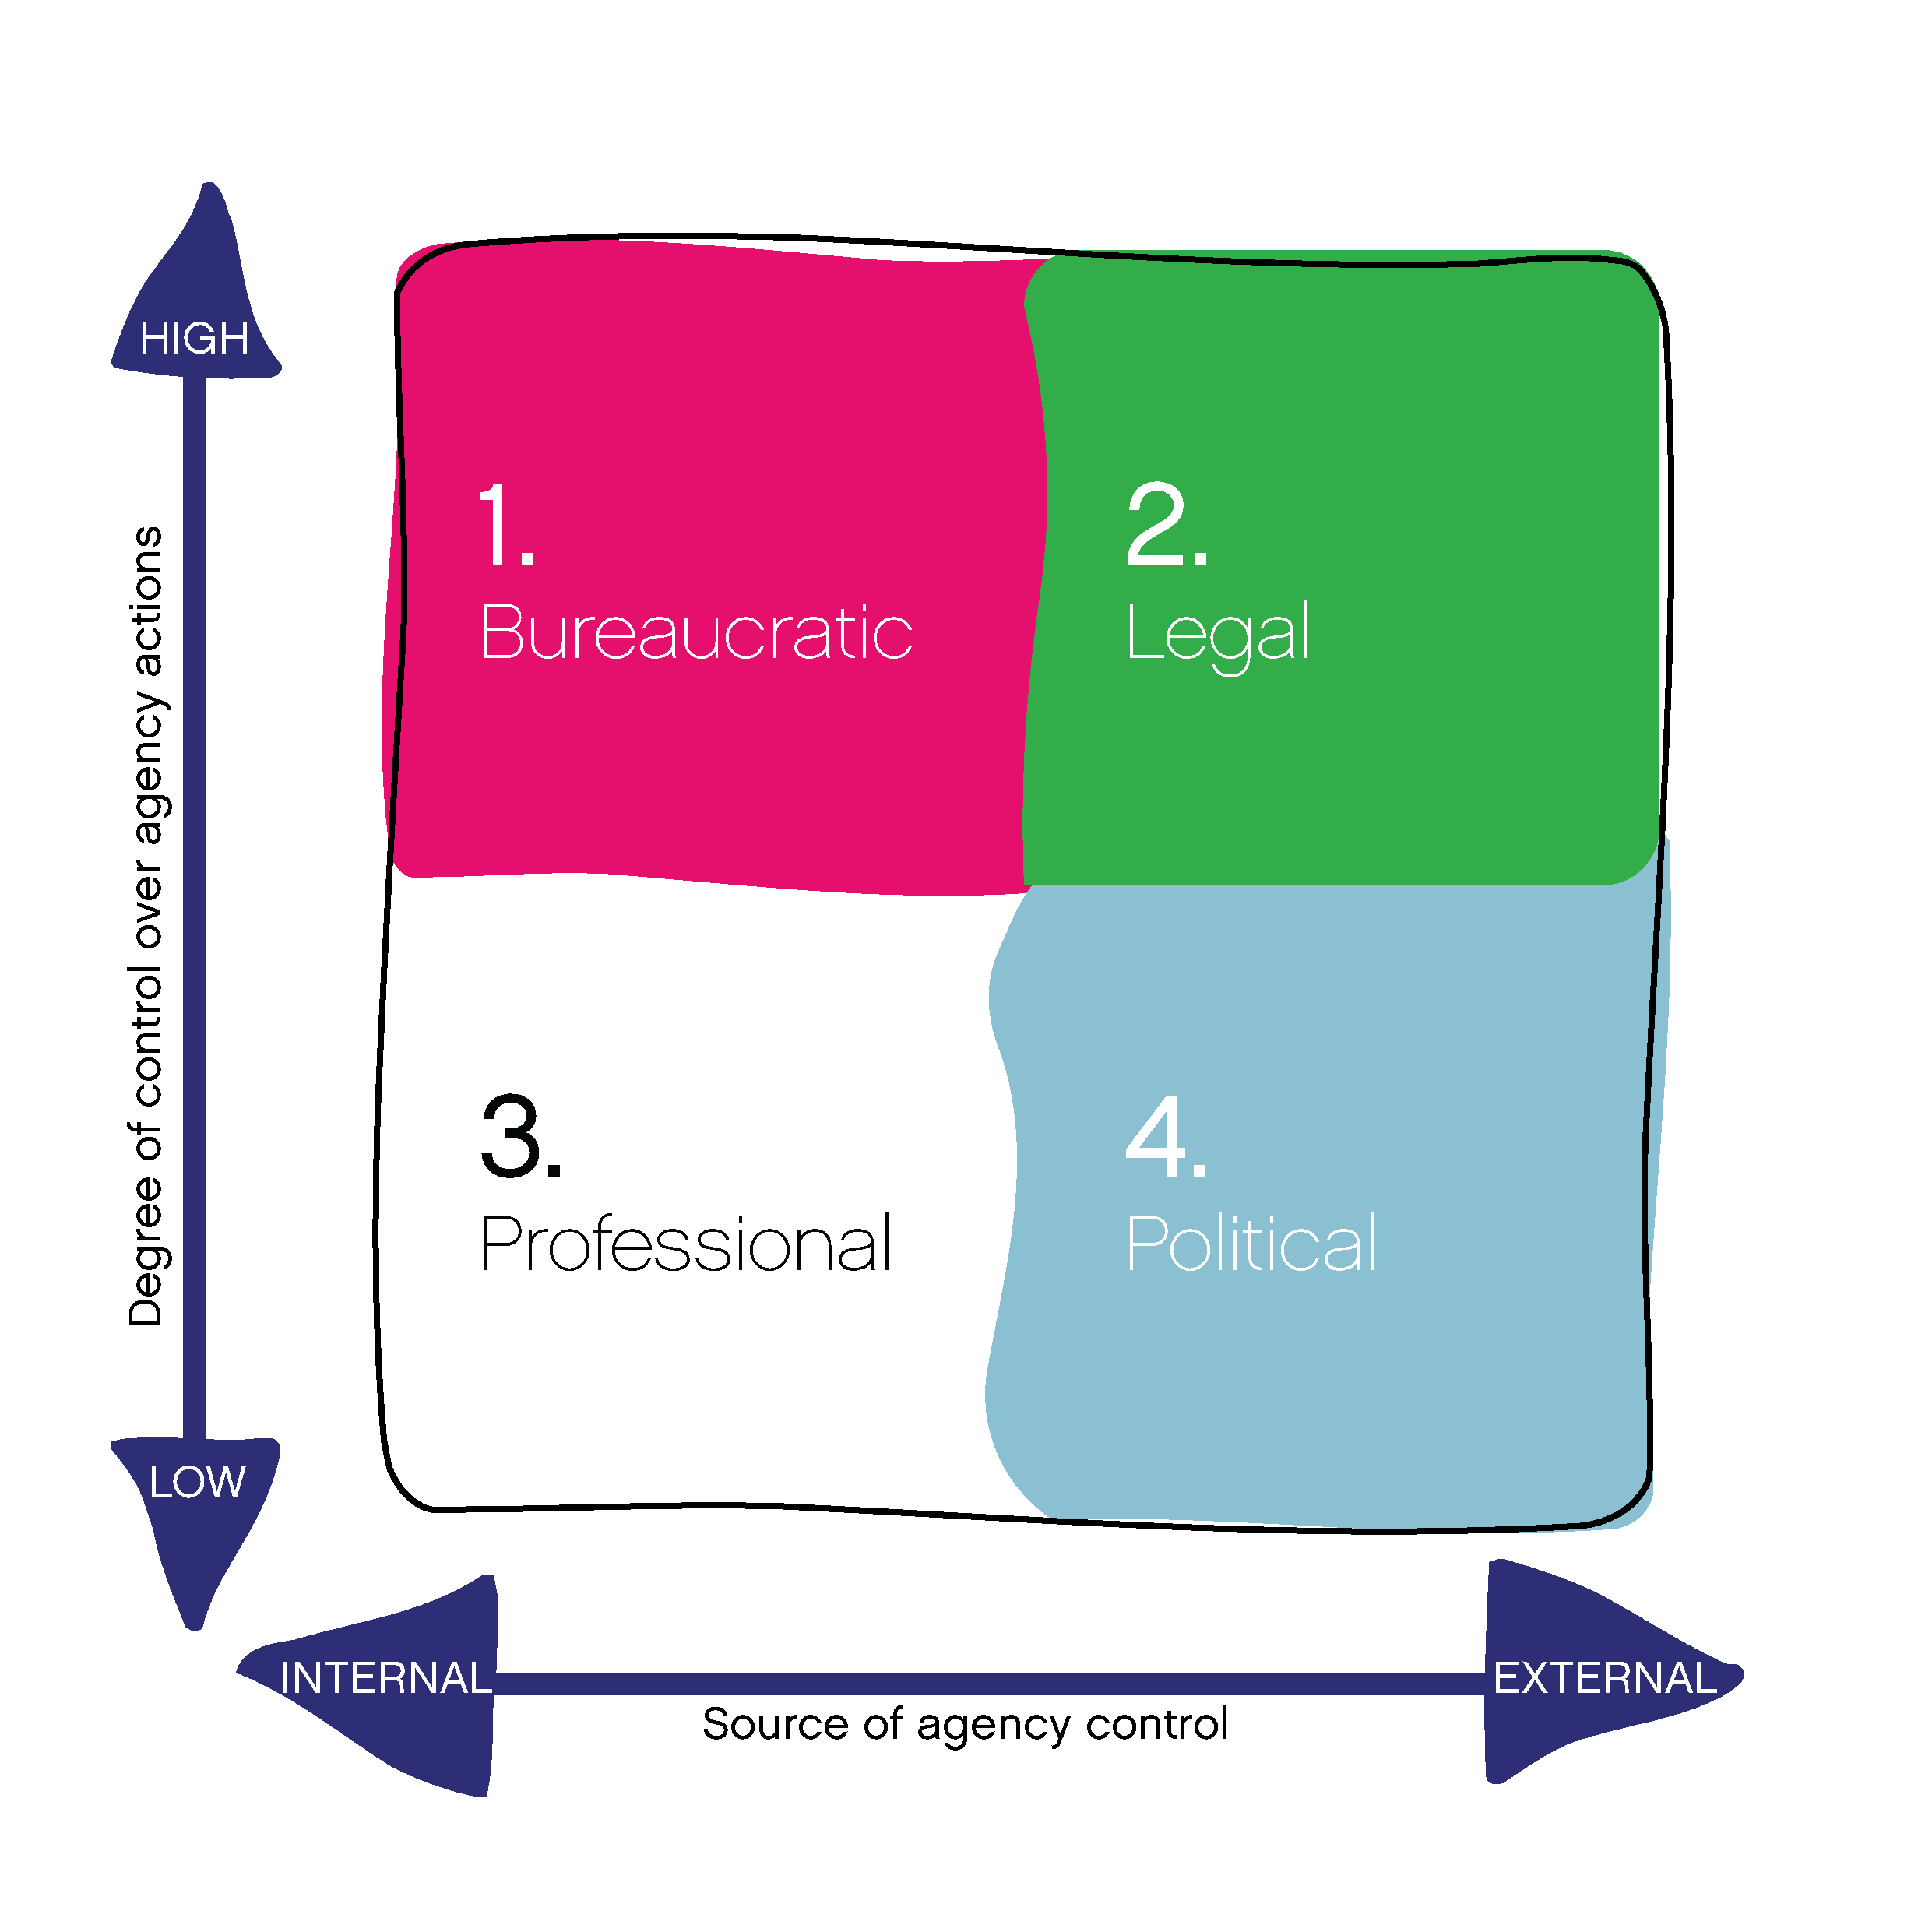 HIGH
Degree of control over agency actions
LOW
1.
Bureaucratic
2.
Legal
3.
Professional
4.
Political
INTERNAL
EXTERNAL
Source of agency control